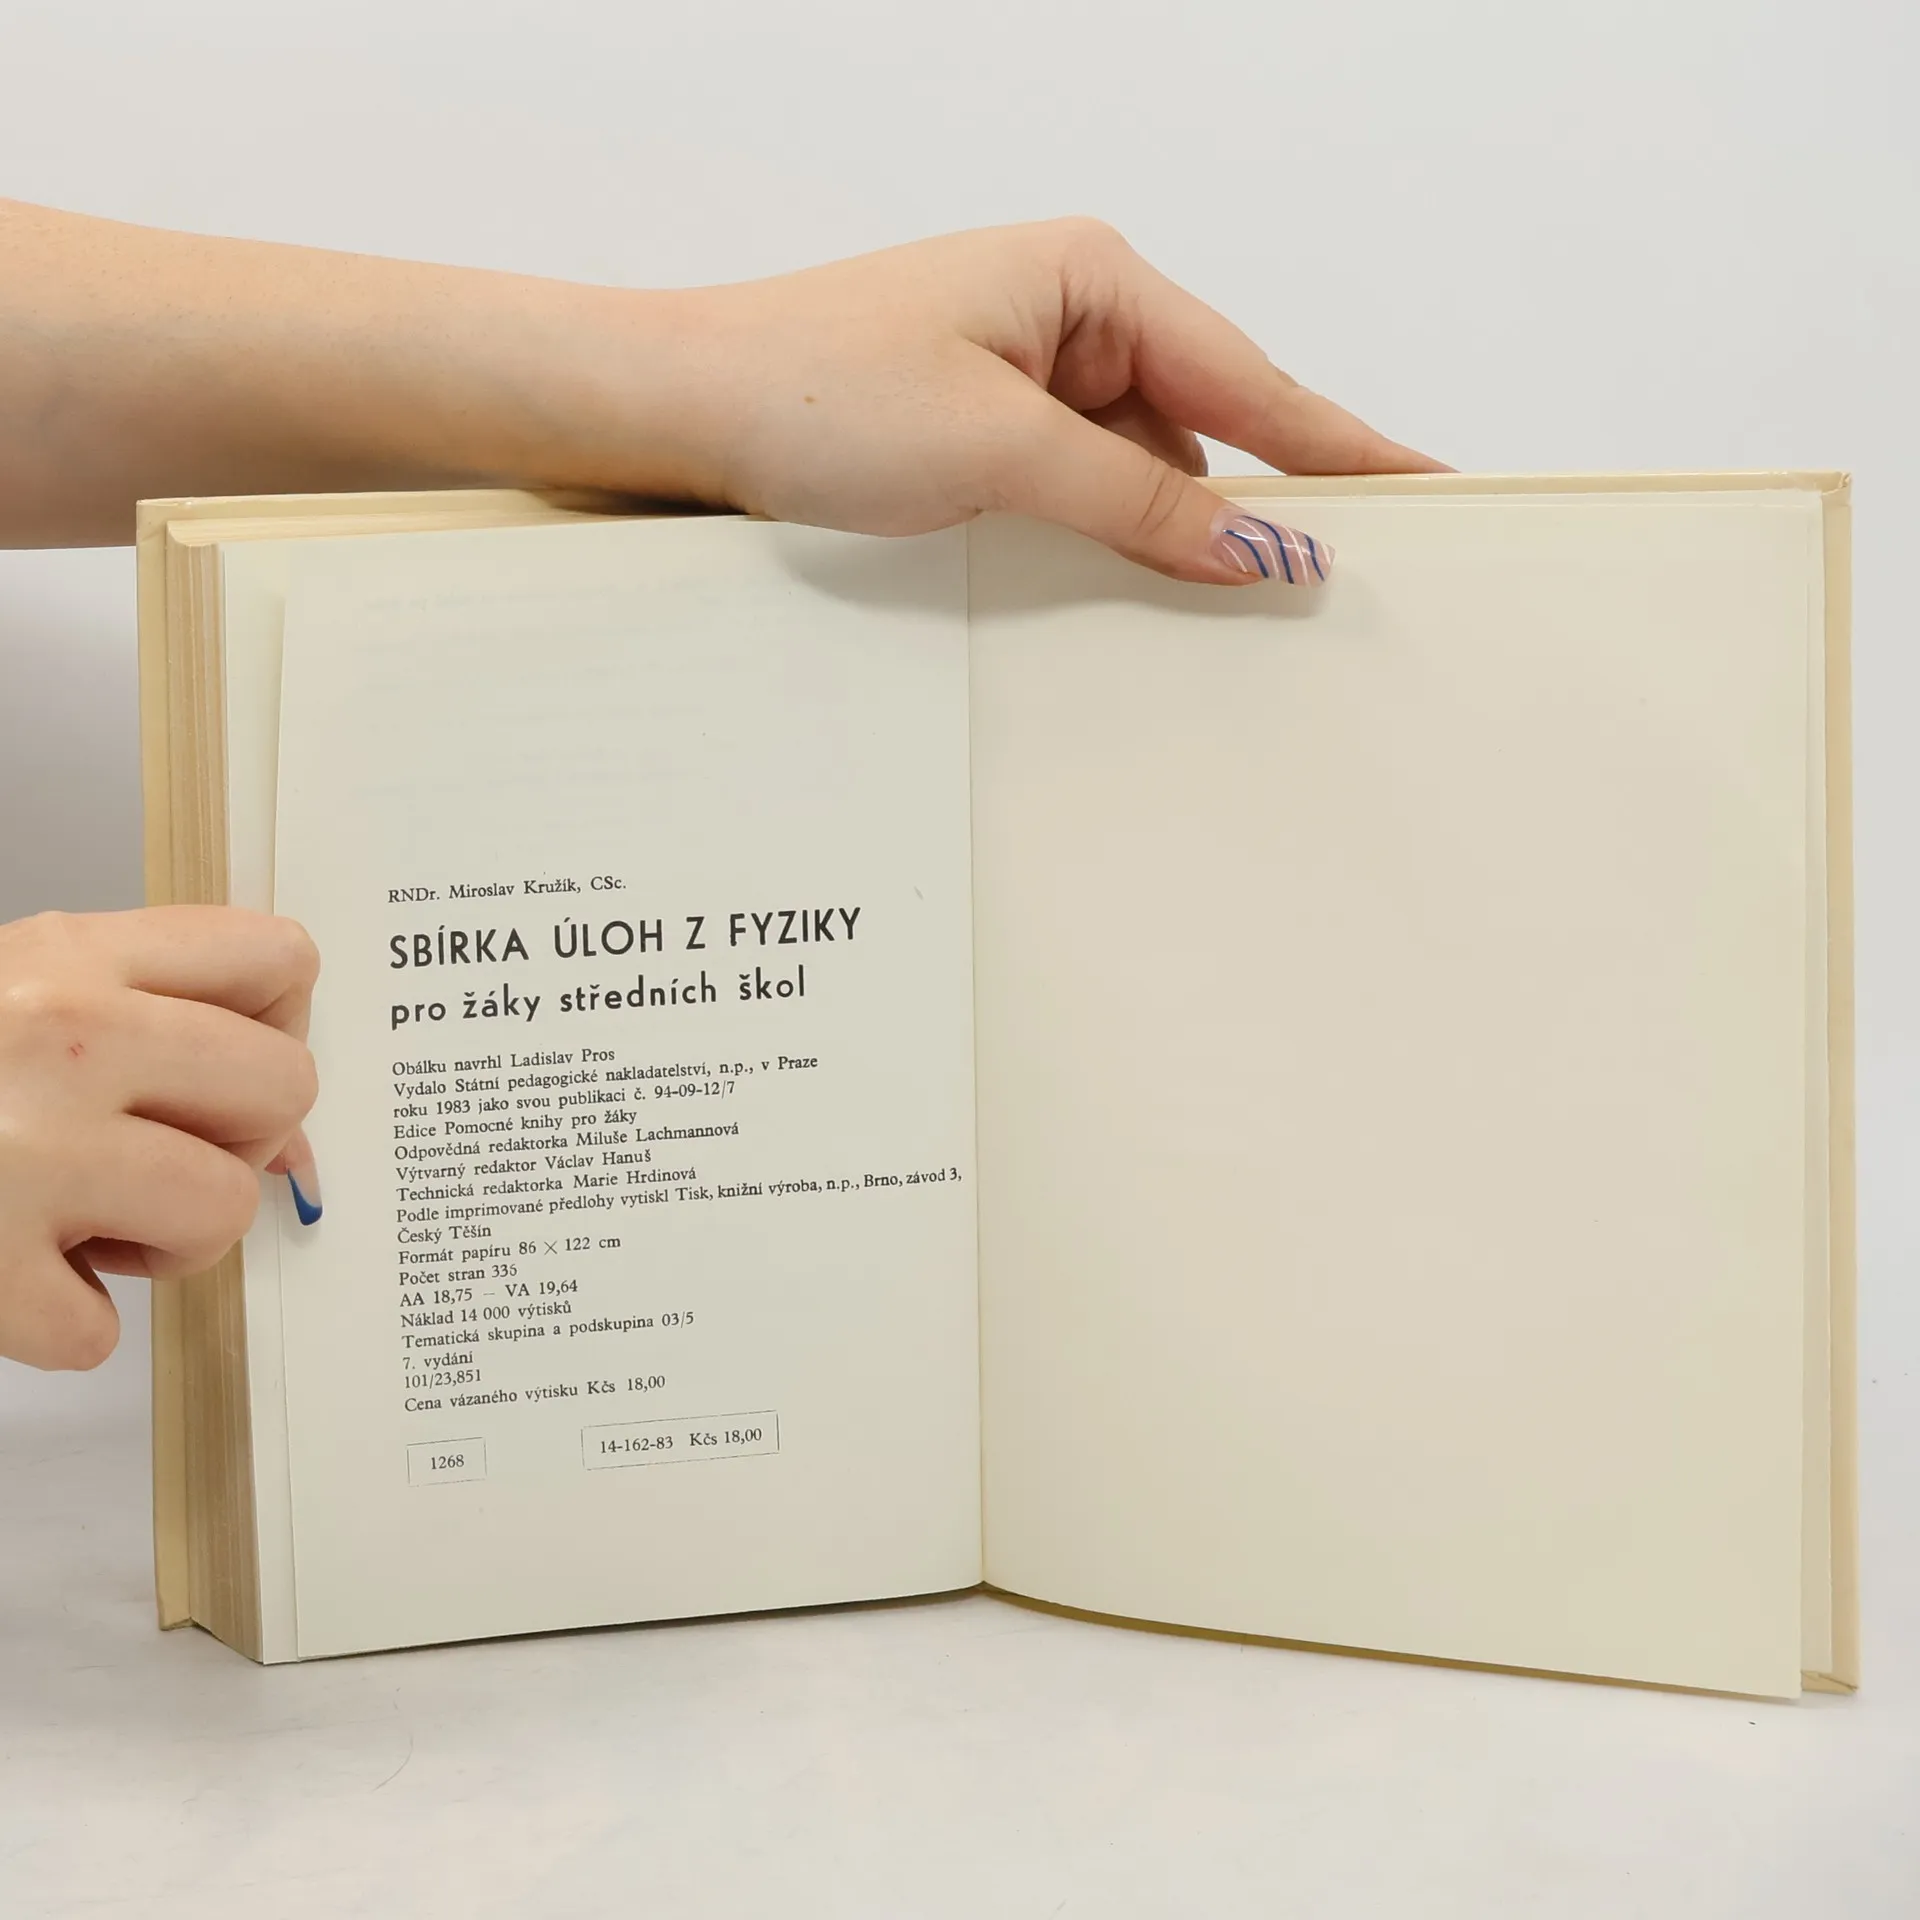 RNDr. Miroslav Kružík, CSc.
SBÍRKA ÚLOH Z FYZIKY
pro žáky středních škol
Obálku navrhl Ladislav Pros
Vydalo Státní pedagogické nakladatelství, n.p., v Praze
roku 1983 jako svou publikaci č. 94-09-12/7
Edice Pomocné knihy pro žáky
Odpovědná redaktorka Miluše Lachmannová
Výtvarný redaktor Václav Hanuš
Technická redaktorka Marie Hrdinová
Podle imprimované předlohy vytiskl Tisk, knižní výroba, n.p., Brno, závod 3,
Český Těšín
Formát papíru 86 × 122 cm
Počet stran 336
AA 18,75 — VA 19,64
Náklad 14 000 výtisků
Tematická skupina a podskupina 03/5
7. vydání
101/23,851
Cena vázaného výtisku Kčs 18,00
1268
14-162-83 Kčs 18,00